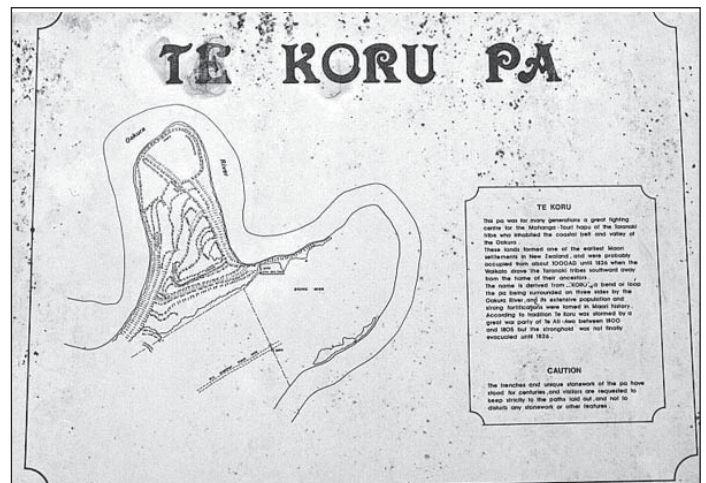 TE KORU PA
Oakura
River
TE KORU
This pa was for many generations a great fighting
centre for the Mahanga-Tauri hapu of the Taranaki
tribe who inhabited the coastal belt and valley of
the Oakura.
These lands formed one of the earliest Maori
settlements in New Zealand, and were probably
occupied from about 1000AD until 1826 when the
Waikato drove the Taranaki tribes southward away
from the home of their ancestors.
The name is derived from "KORU", a bend or loop
the pa being surrounded on three sides by the
Oakura River, and its extensive population and
strong fortifications were famed in Maori history.
According to tradition Te Koru was stormed by a
great war party of Te Ati-Awa between 1800
and 1805 but the stronghold was not finally
evacuated until 1826.
CAUTION
The trenches and unique stonework of the pa have
stood for centuries, and visitors are requested to
keep strictly to the paths laid out, and not to
disturb any stonework or other features.